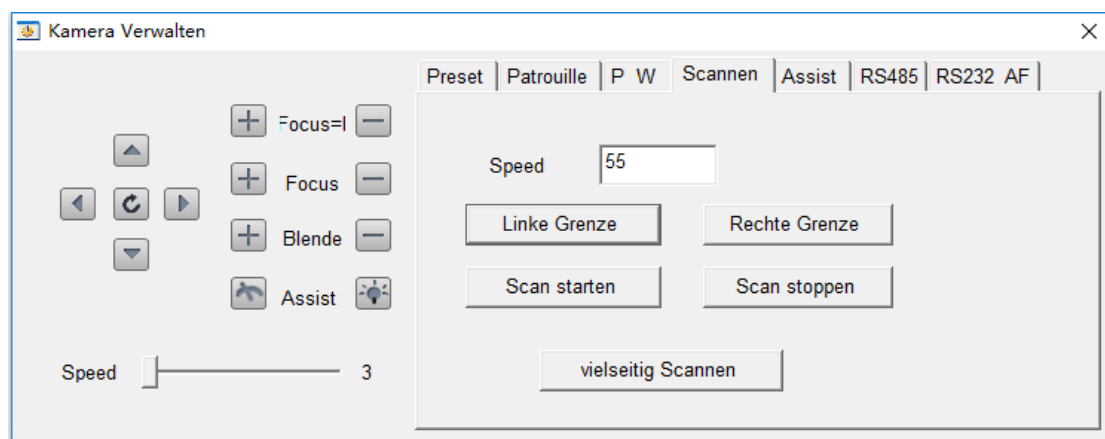 Kamera Verwalten
Preset Patrouille P W Scannen Assist RS485 RS232 AF
Focus=I
Focus
Blende
Assist
Speed 3
Speed 55
Linke Grenze Rechte Grenze
Scan starten Scan stoppen
vielseitig Scannen